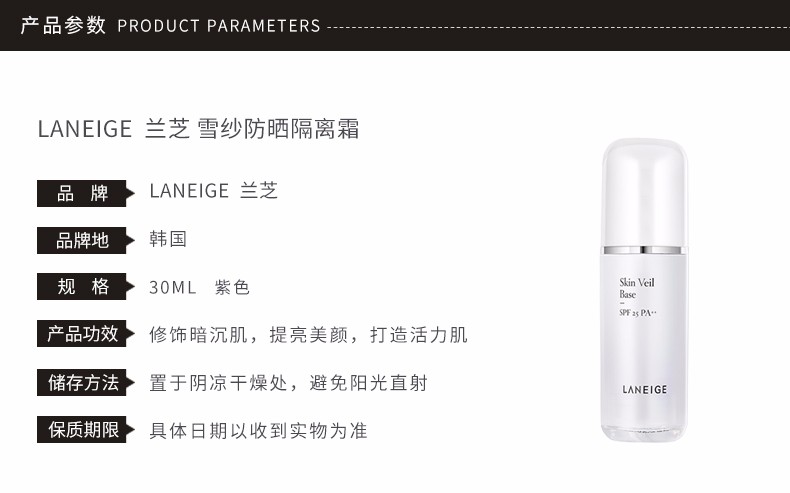 产品参数 PRODUCT PARAMETERS
LANEIGE 兰芝 雪纱防晒隔离霜
品 牌 LANEIGE 兰芝
品牌地 韩国
规 格 30ML 紫色
产品功效 修饰暗沉肌，提亮美颜，打造活力肌
储存方法 置于阴凉干燥处，避免阳光直射
保质期限 具体日期以收到实物为准
Skin Veil
Base
SPF 25 PA++
LANEIGE